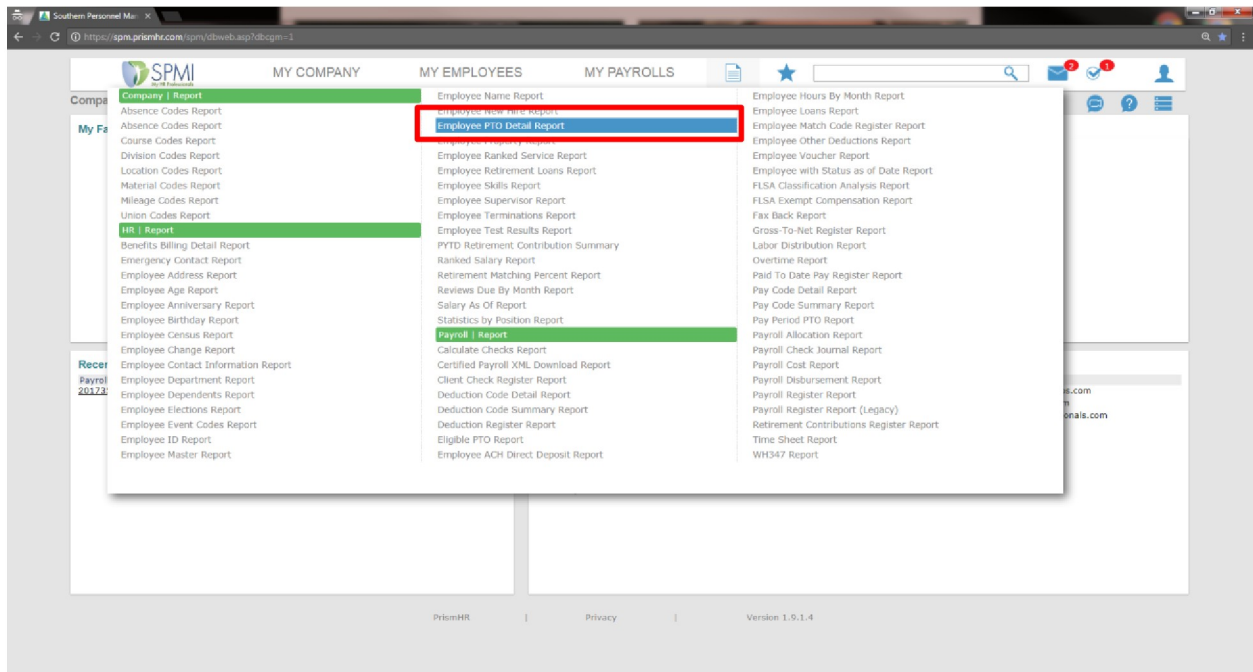 Southern Personnel Man
https://spm.prismhr.com/spm/dbweb.asp?dbcgm=1
SPMI
MY COMPANY
MY EMPLOYEES
MY PAYROLLS
2
1
Compa
My Fa
Company | Report
Absence Codes Report
Absence Codes Report
Course Codes Report
Division Codes Report
Location Codes Report
Material Codes Report
Mileage Codes Report
Union Codes Report
HR | Report
Benefits Billing Detail Report
Emergency Contact Report
Employee Address Report
Employee Age Report
Employee Anniversary Report
Employee Birthday Report
Employee Census Report
Employee Change Report
Employee Contact Information Report
Employee Department Report
Employee Dependents Report
Employee Elections Report
Employee Event Codes Report
Employee ID Report
Employee Master Report
Employee Name Report
Employee New Hire Report
Employee PTO Detail Report
Employee Property Report
Employee Ranked Service Report
Employee Retirement Loans Report
Employee Skills Report
Employee Supervisor Report
Employee Terminations Report
Employee Test Results Report
PYTD Retirement Contribution Summary
Ranked Salary Report
Retirement Matching Percent Report
Reviews Due By Month Report
Salary As Of Report
Statistics by Position Report
Payroll | Report
Calculate Checks Report
Certified Payroll XML Download Report
Client Check Register Report
Deduction Code Detail Report
Deduction Code Summary Report
Deduction Register Report
Eligible PTO Report
Employee ACH Direct Deposit Report
Employee Hours By Month Report
Employee Loans Report
Employee Match Code Register Report
Employee Other Deductions Report
Employee Voucher Report
Employee with Status as of Date Report
FLSA Classification Analysis Report
FLSA Exempt Compensation Report
Fax Back Report
Gross-To-Net Register Report
Labor Distribution Report
Overtime Report
Paid To Date Pay Register Report
Pay Code Detail Report
Pay Code Summary Report
Pay Period PTO Report
Payroll Allocation Report
Payroll Check Journal Report
Payroll Cost Report
Payroll Disbursement Report
Payroll Register Report
Payroll Register Report (Legacy)
Retirement Contributions Register Report
Time Sheet Report
WH347 Report
Recen
Payrol
20173
s.com
m
onals.com
PrismHR | Privacy | Version 1.9.1.4